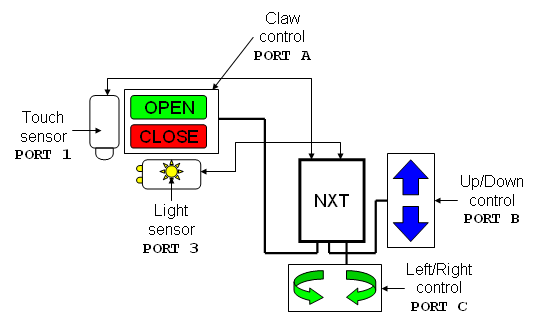 Claw
control
PORT A
OPEN
CLOSE
Touch
sensor
PORT 1
Light
sensor
PORT 3
NXT
Up/Down
control
PORT B
Left/Right
control
PORT C